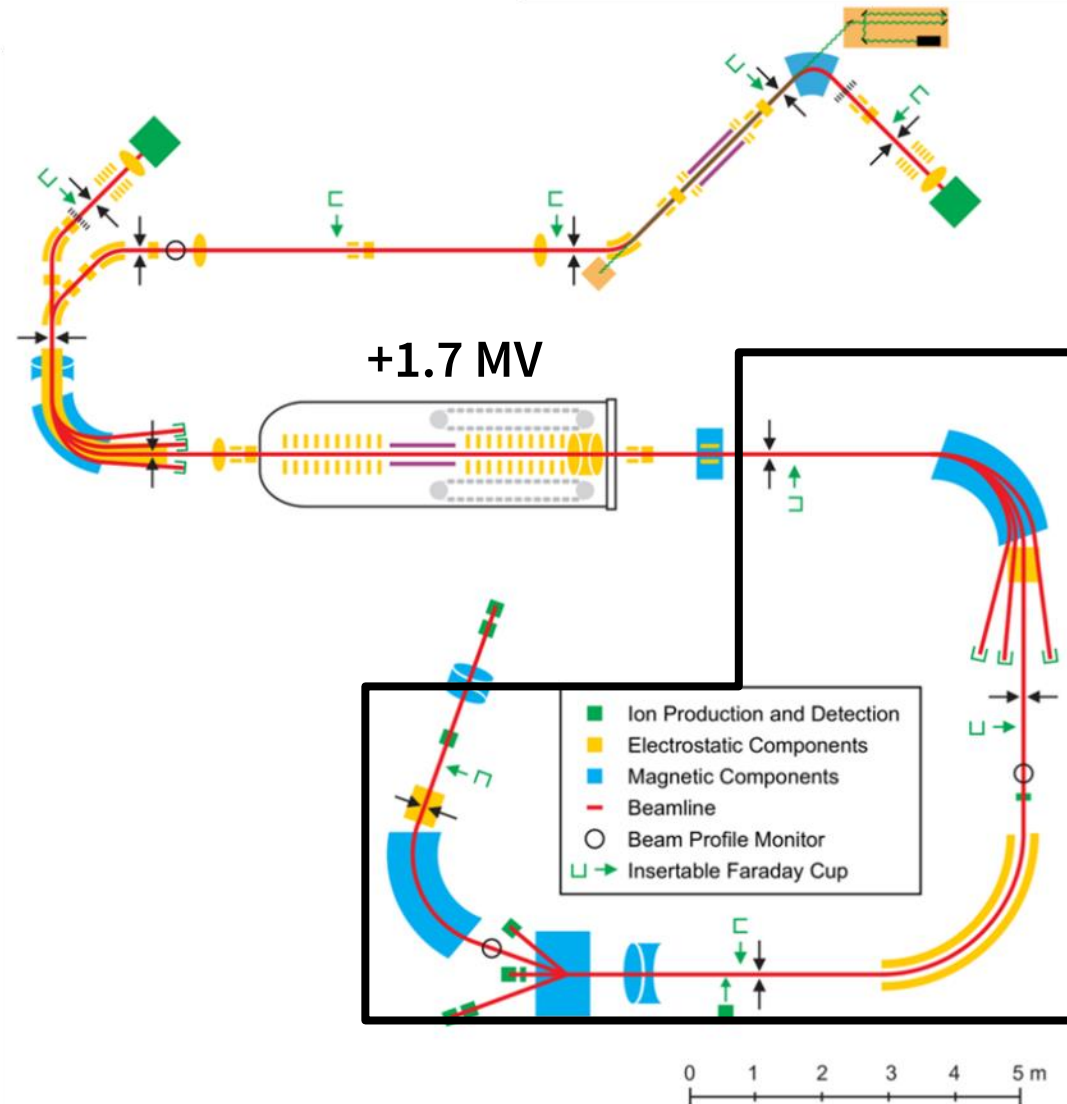 +1.7 MV
Ion Production and Detection
Electrostatic Components
Magnetic Components
Beamline
Beam Profile Monitor
Insertable Faraday Cup
0 1 2 3 4 5 m